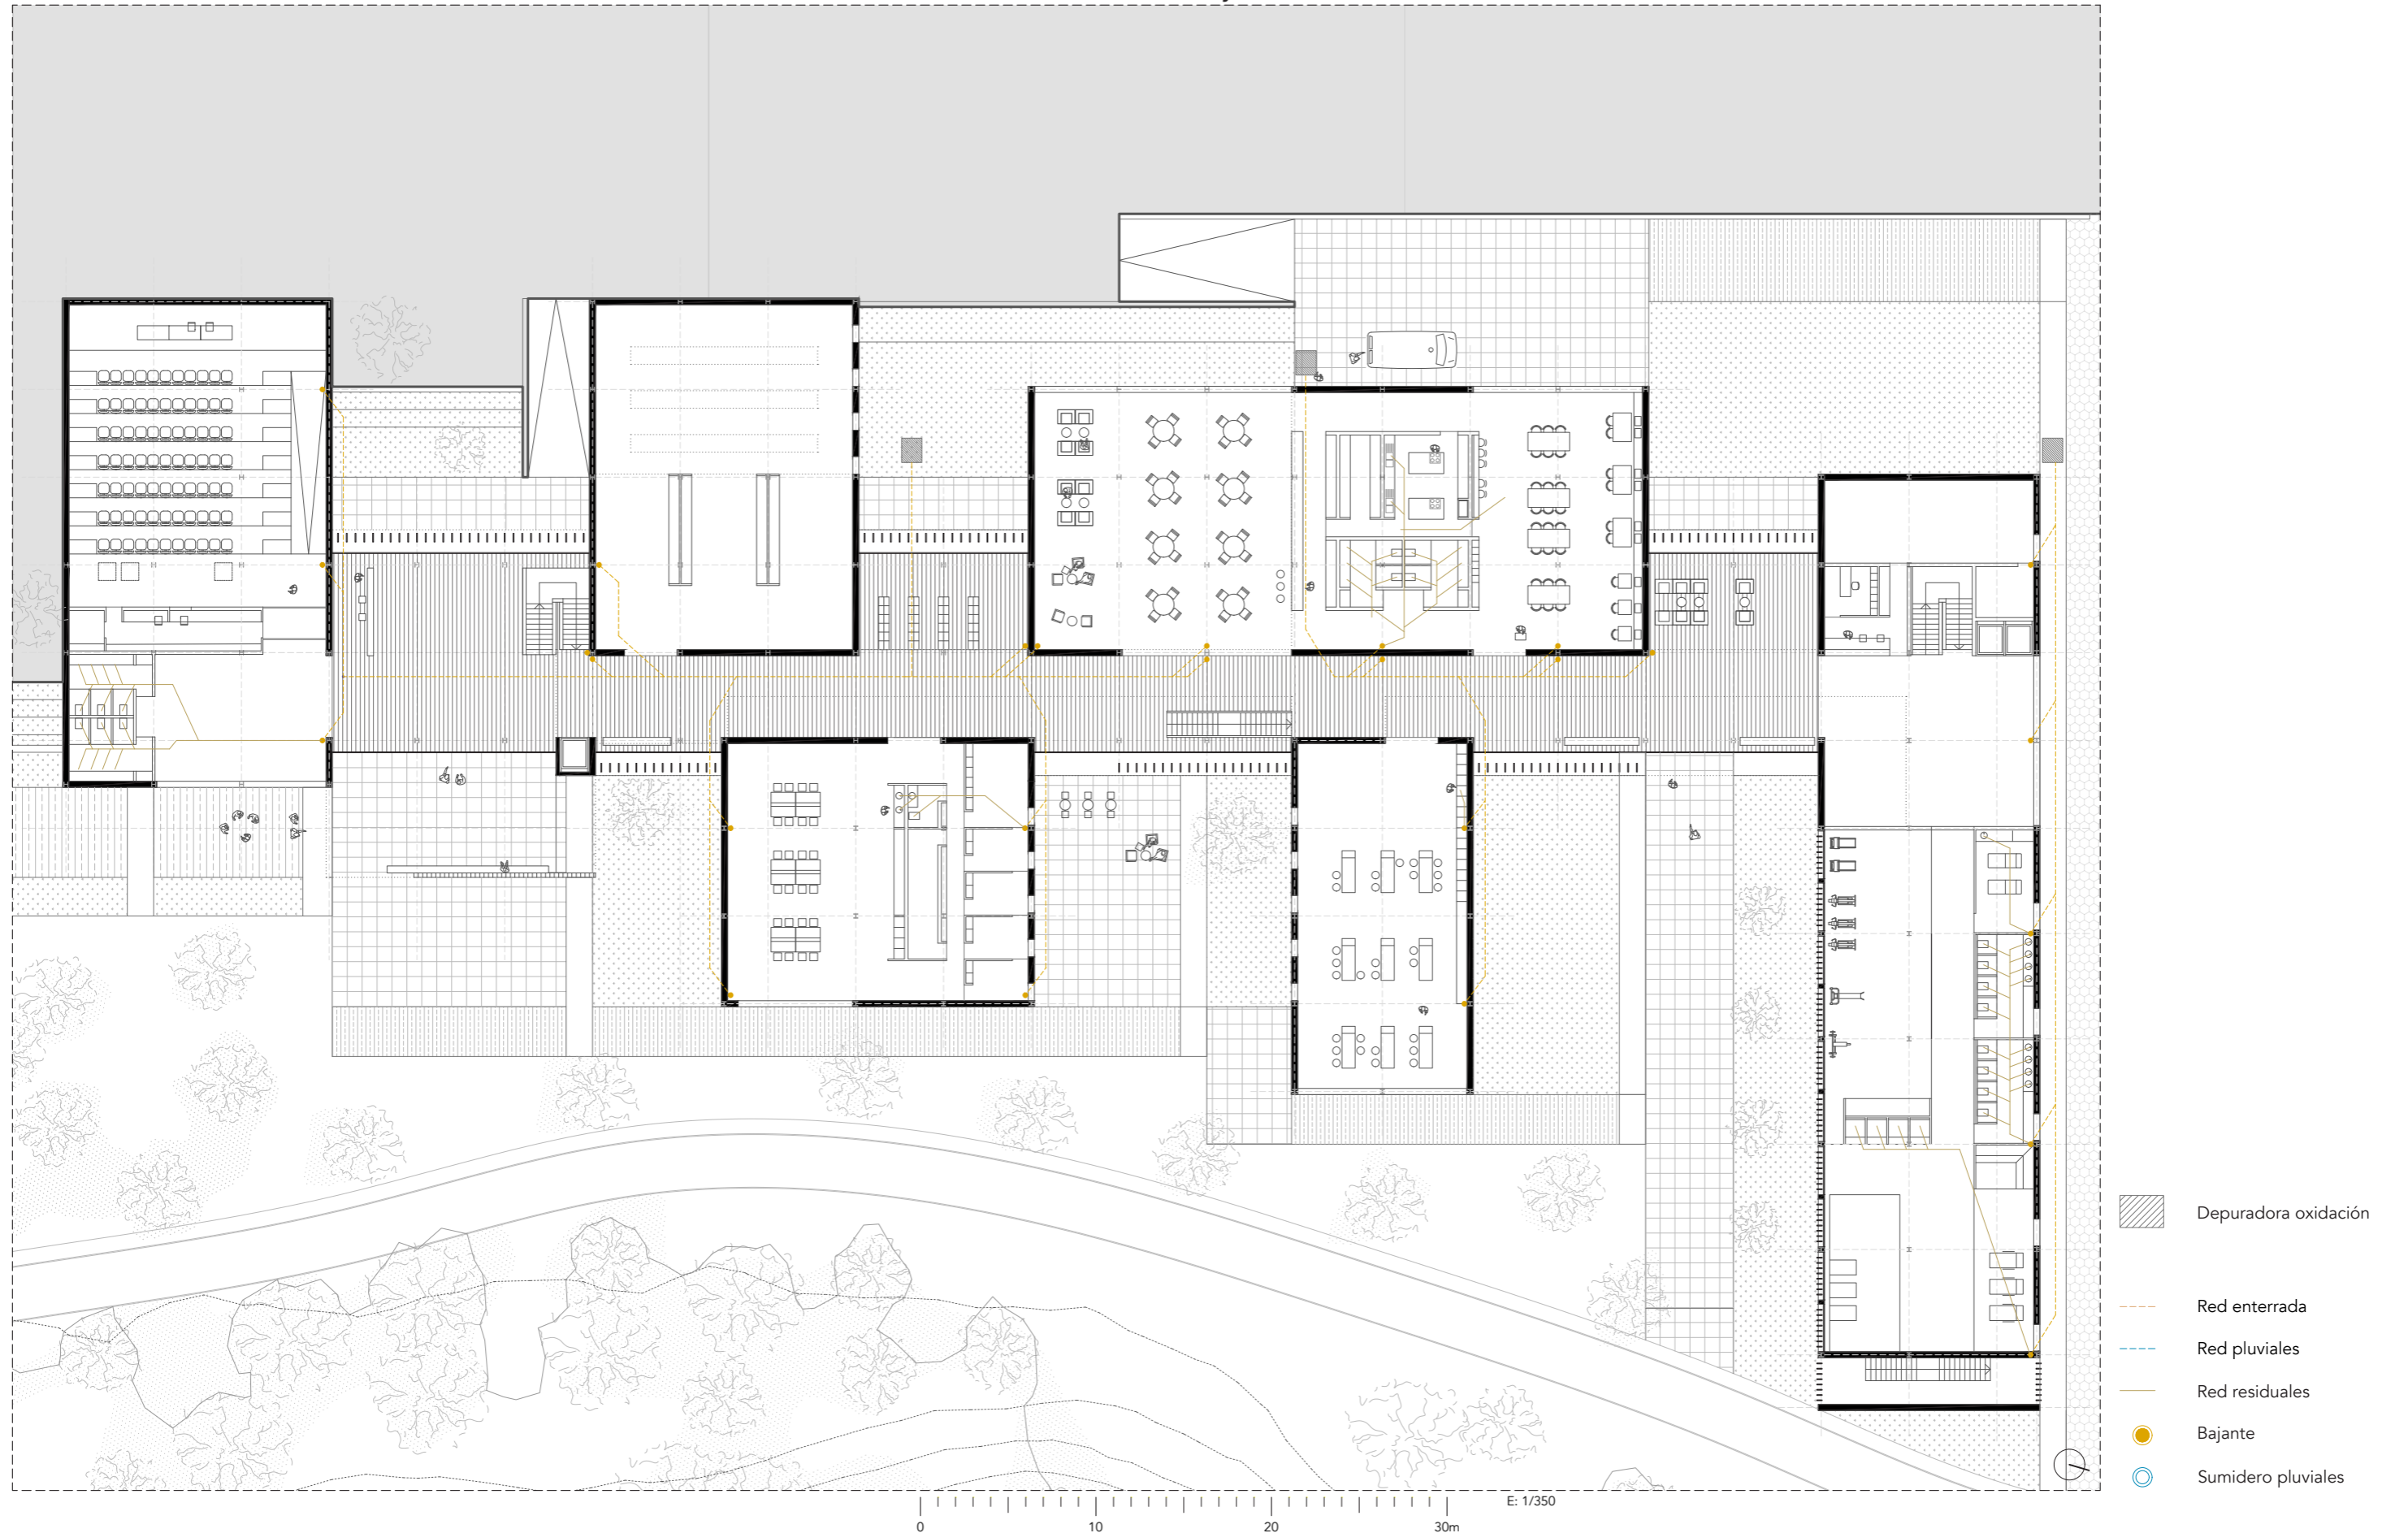 Depuradora oxidación
Red enterrada
Red pluviales
Red residuales
Bajante
Sumidero pluviales
E: 1/350
0 10 20 30m